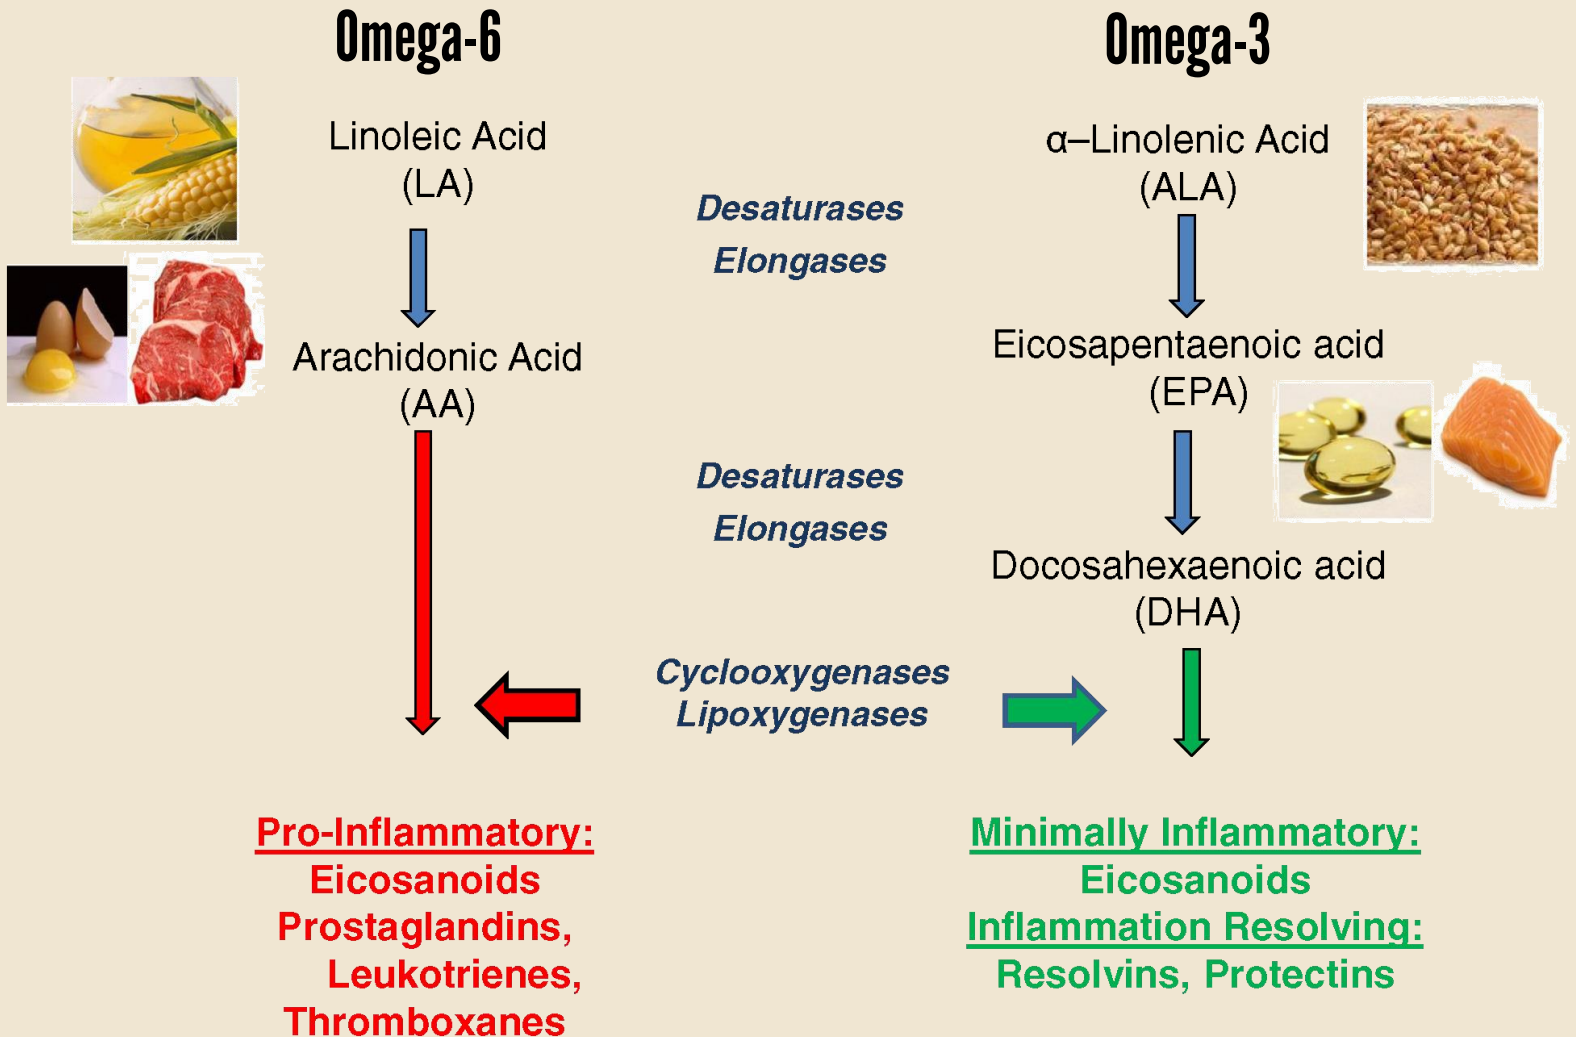 Omega-6
Linoleic Acid
(LA)
Arachidonic Acid
(AA)
Pro-Inflammatory:
Eicosanoids
Prostaglandins,
Leukotrienes,
Thromboxanes
Desaturases
Elongases
Desaturases
Elongases
Cyclooxygenases
Lipoxygenases
Omega-3
α–Linolenic Acid
(ALA)
Eicosapentaenoic acid
(EPA)
Docosahexaenoic acid
(DHA)
Minimally Inflammatory:
Eicosanoids
Inflammation Resolving:
Resolvins, Protectins